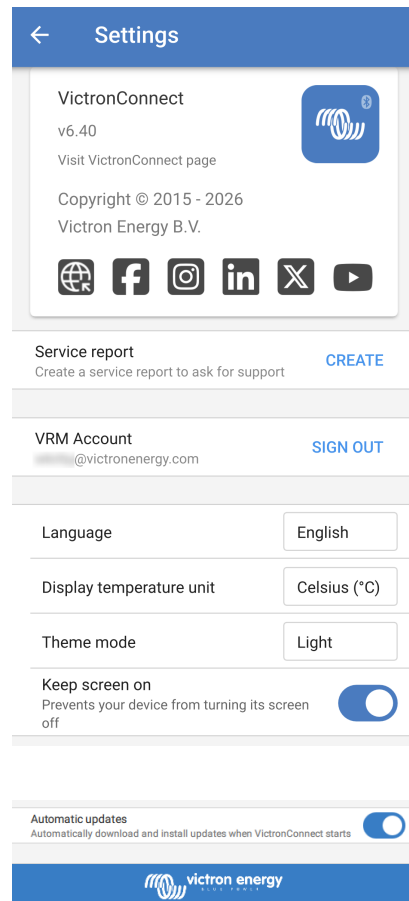 Settings
VictronConnect
v6.40
Visit VictronConnect page
Copyright © 2015 - 2026
Victron Energy B.V.
Service report
Create a service report to ask for support
CREATE
VRM Account
@victronenergy.com
SIGN OUT
Language
English
Display temperature unit
Celsius (°C)
Theme mode
Light
Keep screen on
Prevents your device from turning its screen
off
Automatic updates
Automatically download and install updates when VictronConnect starts
victron energy
BLUE POWER